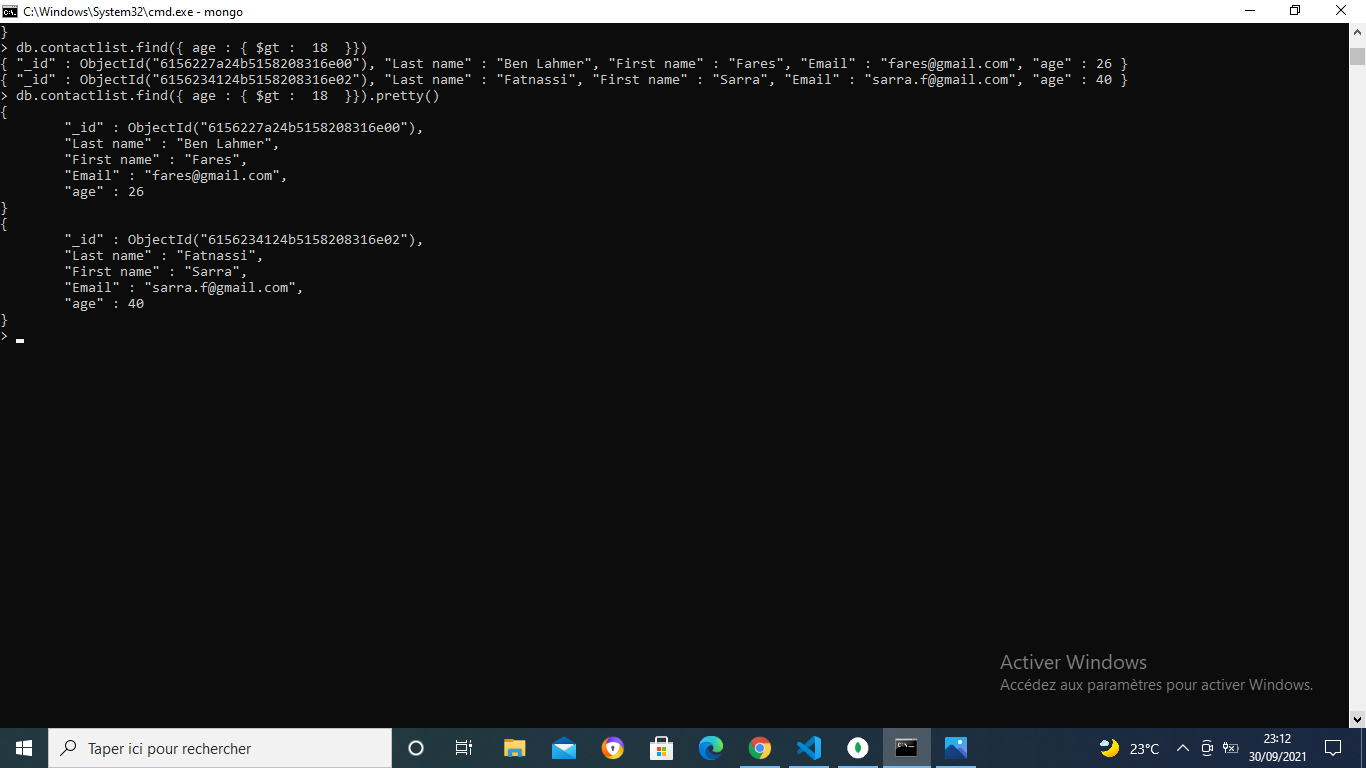 C:\Windows\System32\cmd.exe - mongo
}
> db.contactlist.find({ age : { $gt :  18  }})
{ "_id" : ObjectId("6156227a24b5158208316e00"), "Last name" : "Ben Lahmer", "First name" : "Fares", "Email" : "fares@gmail.com", "age" : 26 }
{ "_id" : ObjectId("6156234124b5158208316e02"), "Last name" : "Fatnassi", "First name" : "Sarra", "Email" : "sarra.f@gmail.com", "age" : 40 }
> db.contactlist.find({ age : { $gt :  18  }}).pretty()
{
        "_id" : ObjectId("6156227a24b5158208316e00"),
        "Last name" : "Ben Lahmer",
        "First name" : "Fares",
        "Email" : "fares@gmail.com",
        "age" : 26
}
{
        "_id" : ObjectId("6156234124b5158208316e02"),
        "Last name" : "Fatnassi",
        "First name" : "Sarra",
        "Email" : "sarra.f@gmail.com",
        "age" : 40
}
>
Activer Windows
Accédez aux paramètres pour activer Windows.
Taper ici pour rechercher
23°C
23:12
30/09/2021